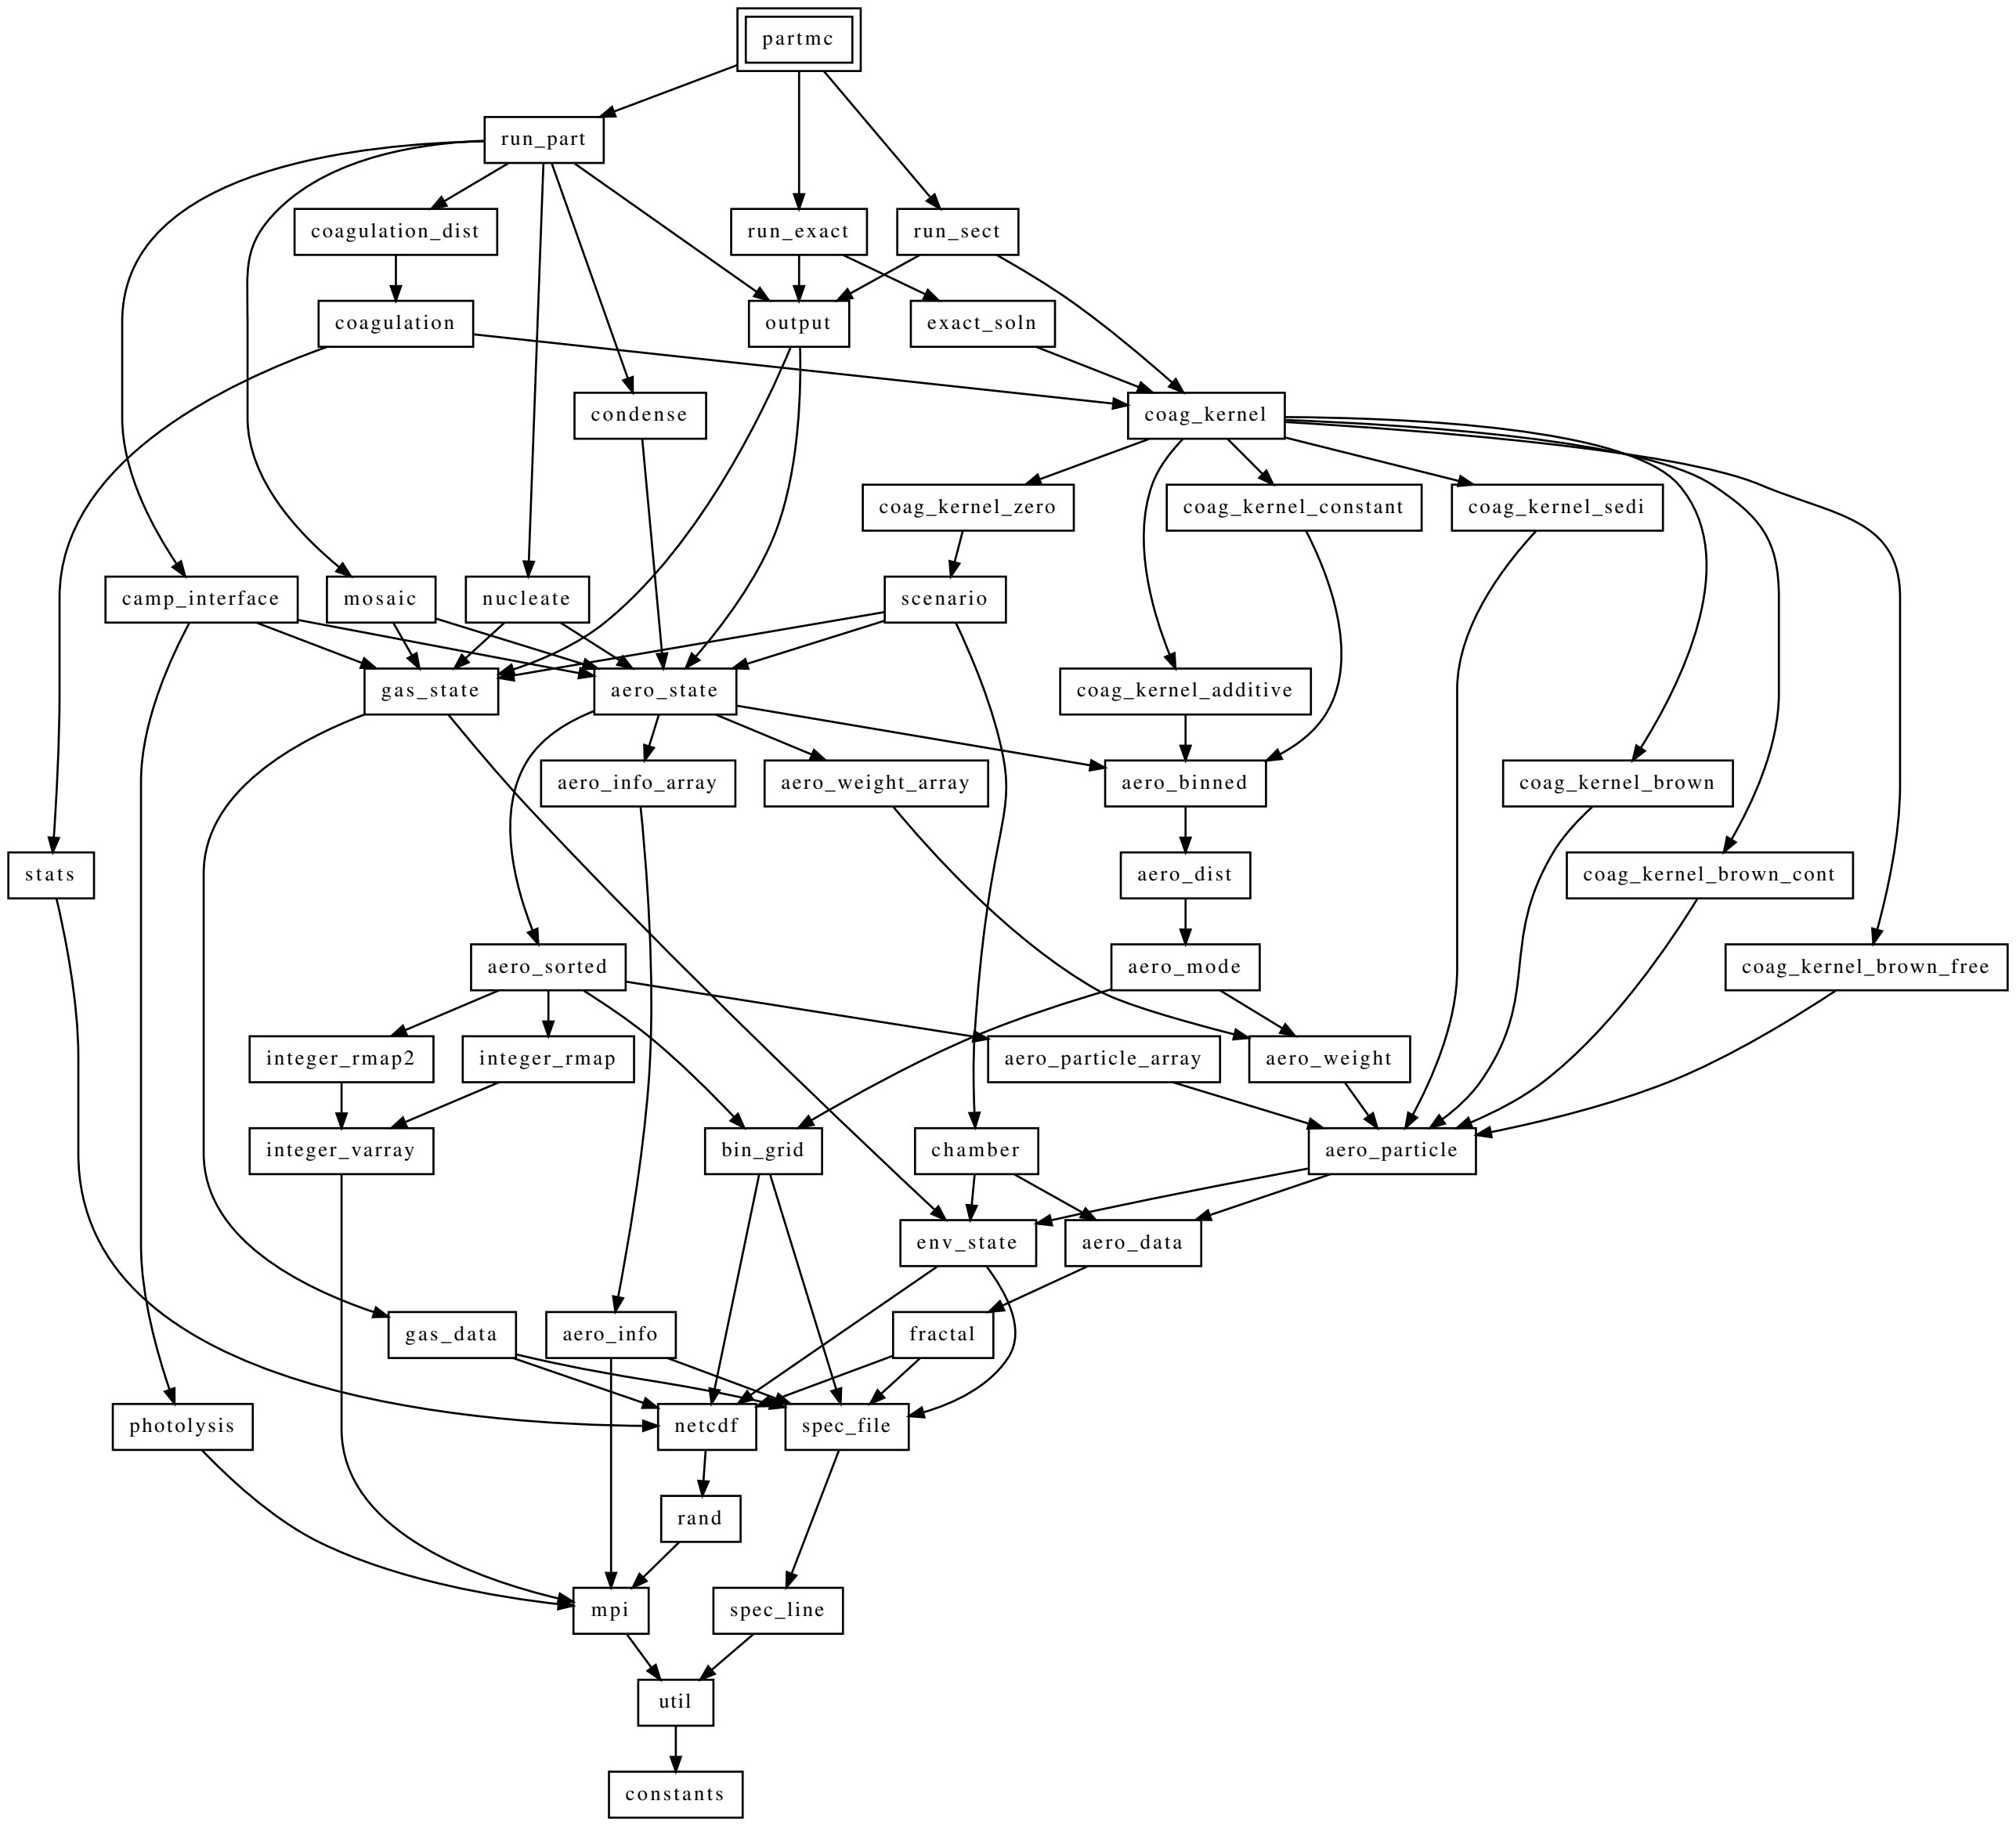 partmc
run_part
coagulation_dist
run_exact
run_sect
coagulation
output
exact_soln
condense
coag_kernel
coag_kernel_zero
coag_kernel_constant
coag_kernel_sedi
camp_interface
mosaic
nucleate
scenario
gas_state
aero_state
coag_kernel_additive
aero_info_array
aero_weight_array
aero_binned
coag_kernel_brown
stats
aero_dist
coag_kernel_brown_cont
aero_sorted
aero_mode
coag_kernel_brown_free
integer_rmap2
integer_rmap
aero_particle_array
aero_weight
integer_varray
bin_grid
chamber
aero_particle
env_state
aero_data
gas_data
aero_info
fractal
photolysis
netcdf
spec_file
rand
mpi
spec_line
util
constants